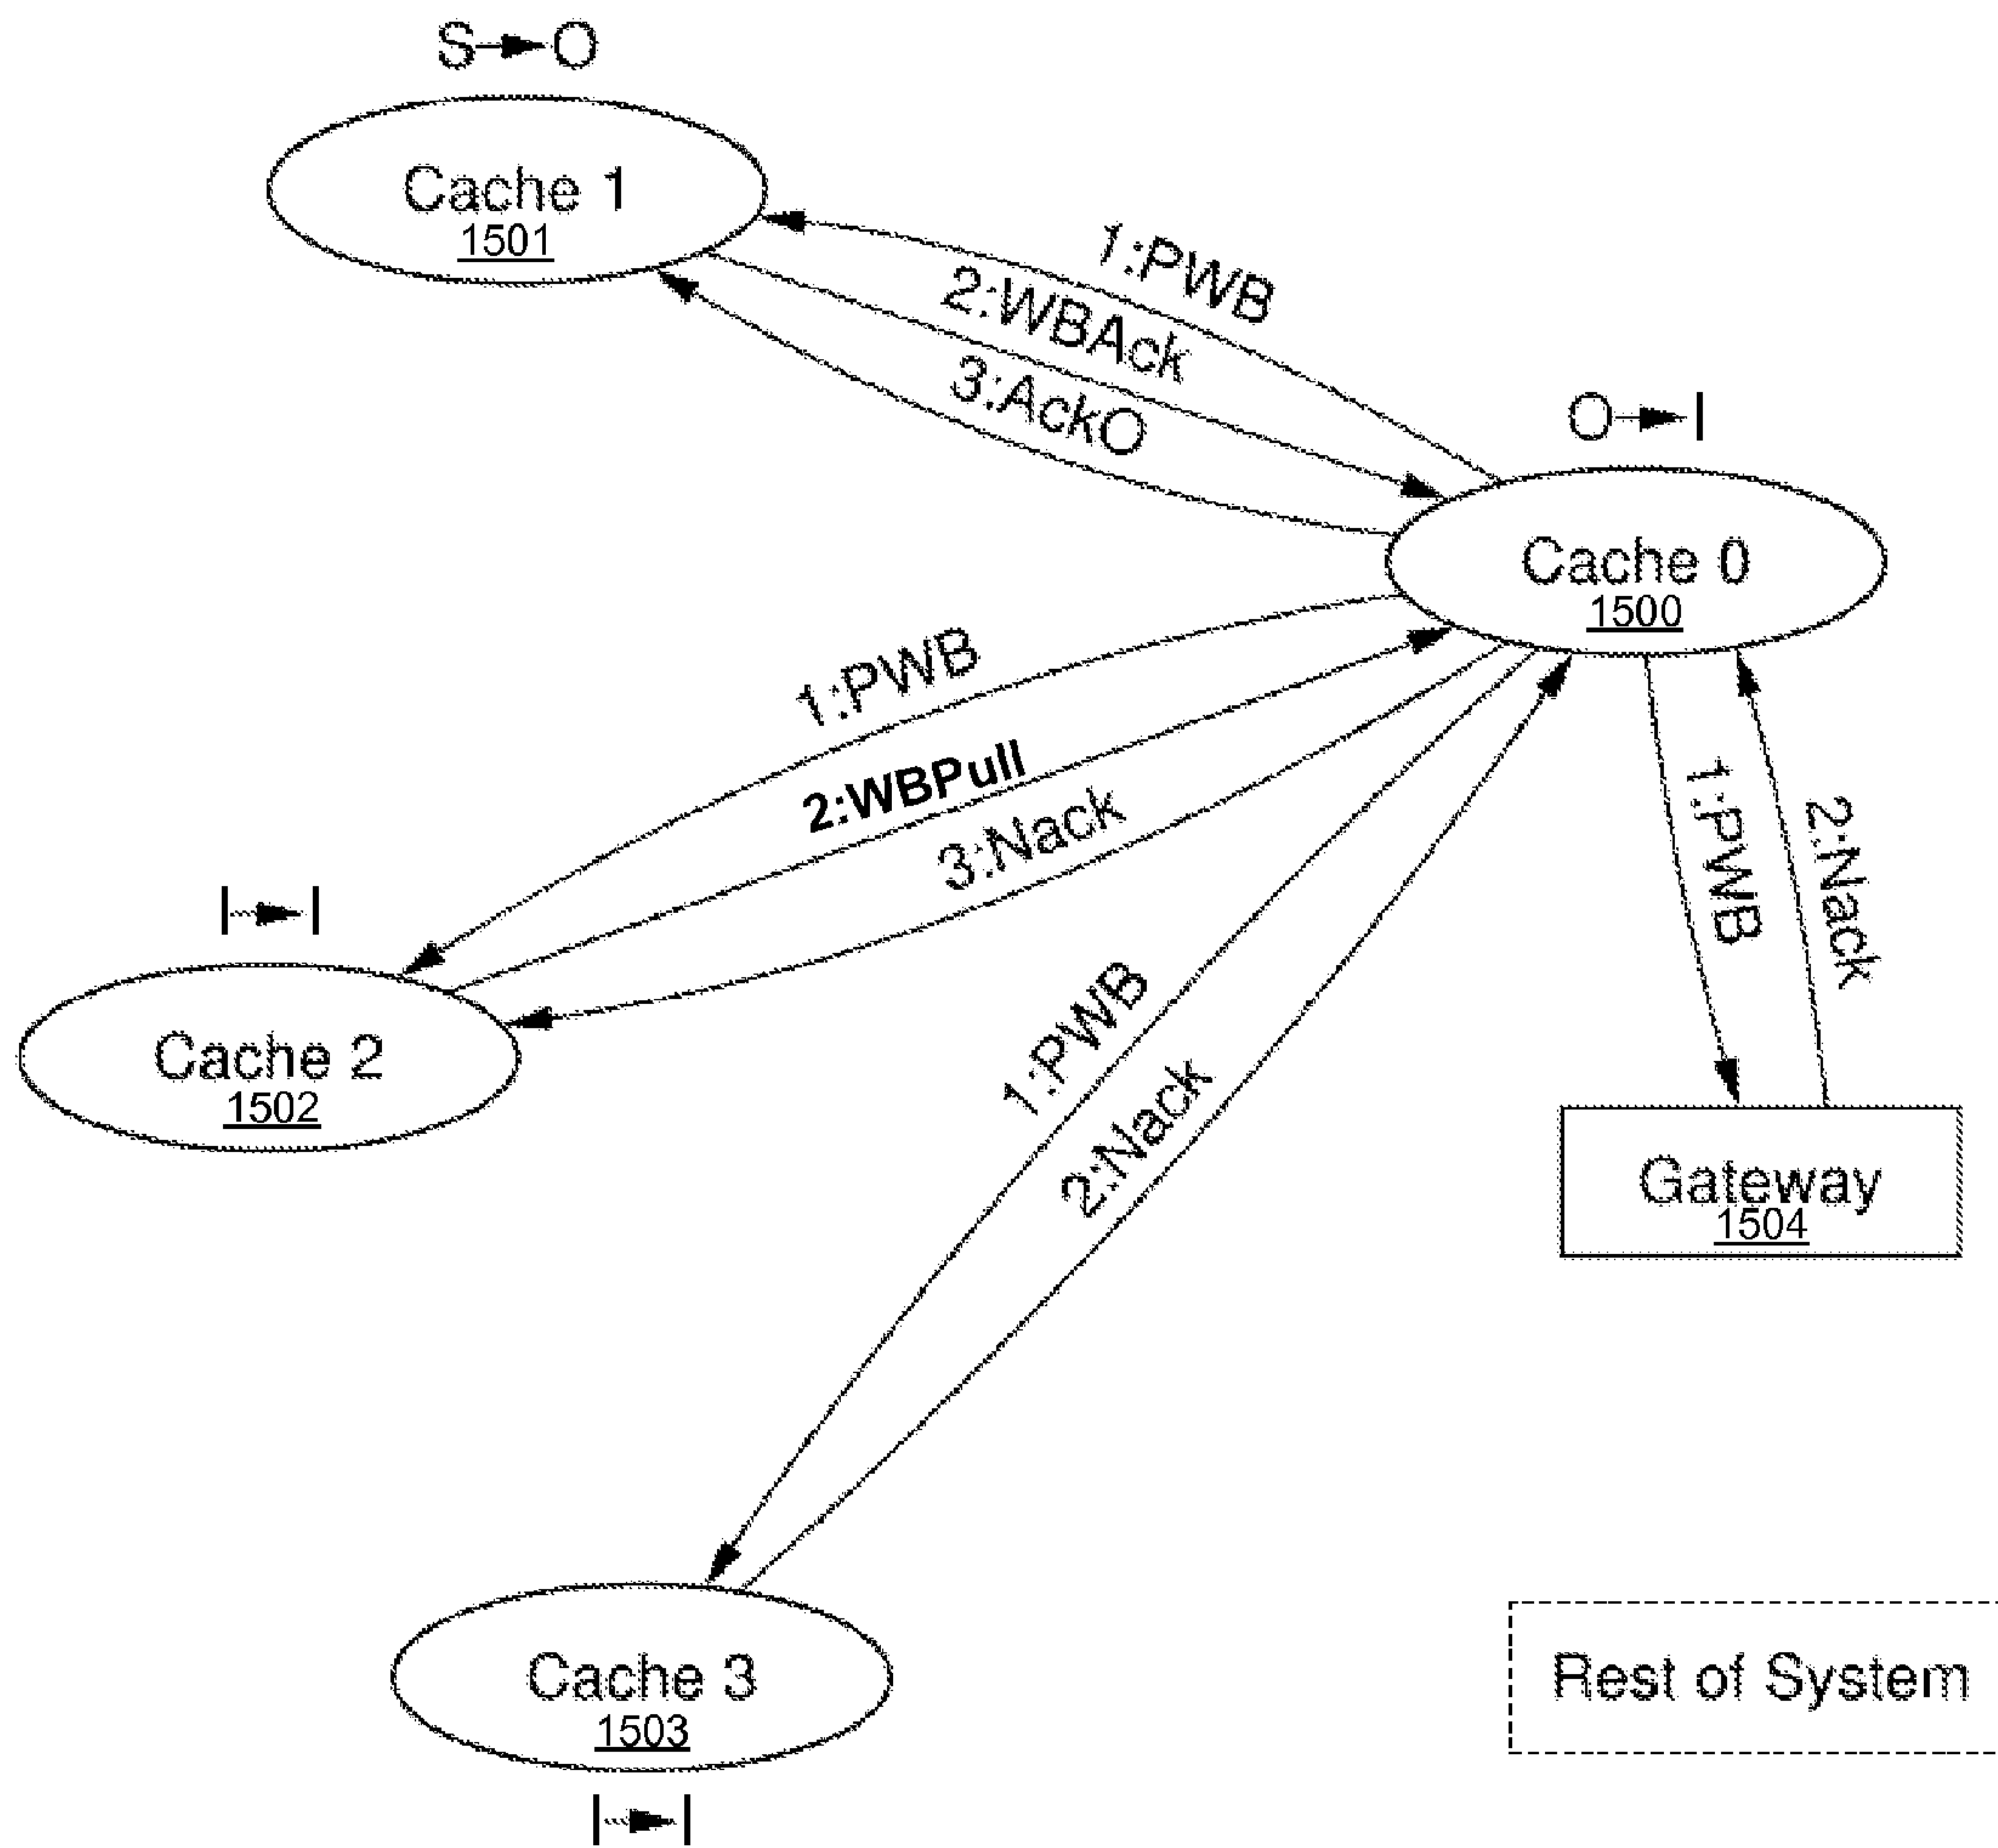 S→O
Cache 1
1501
1:PWB
2:WBAck
3:AckO
O→I
Cache 0
1500
1:PWB
2:WBPull
3:Nack
1:PWB
2:Nack
I→I
Cache 2
1502
1:PWB
2:Nack
Gateway
1504
Cache 3
1503
I→I
Rest of System